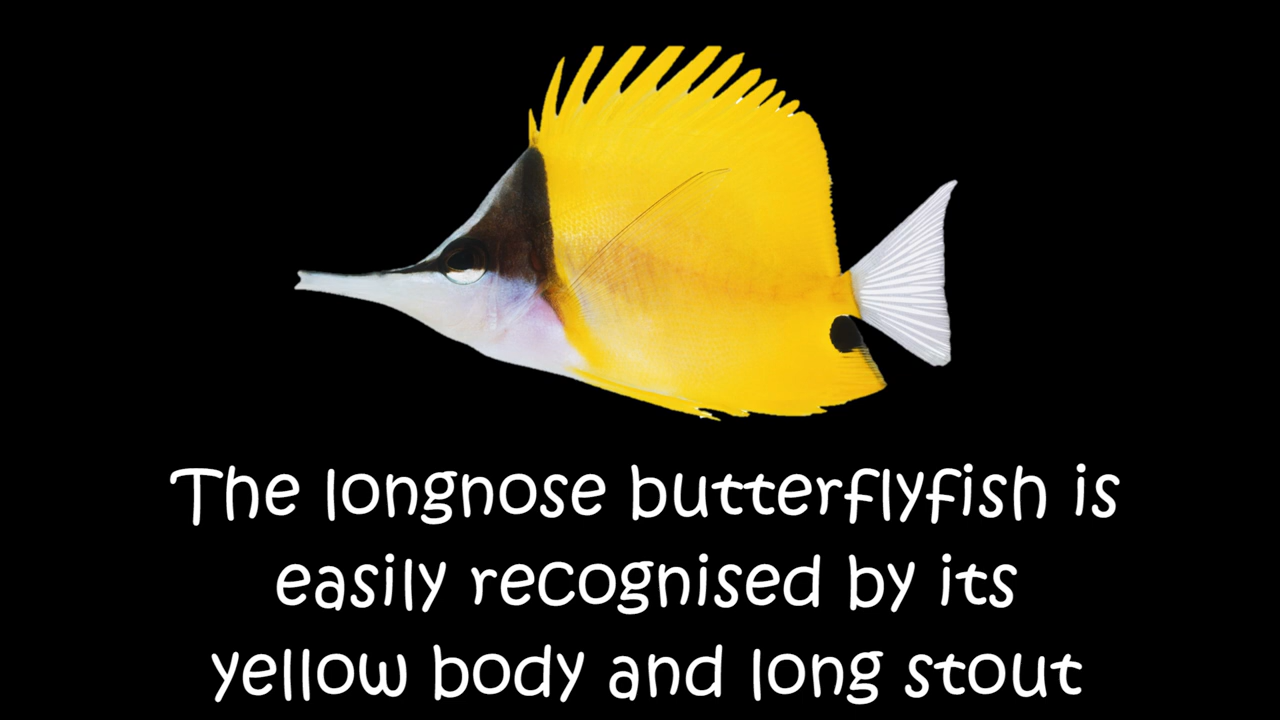 The longnose butterflyfish is
easily recognised by its
yellow body and long stout